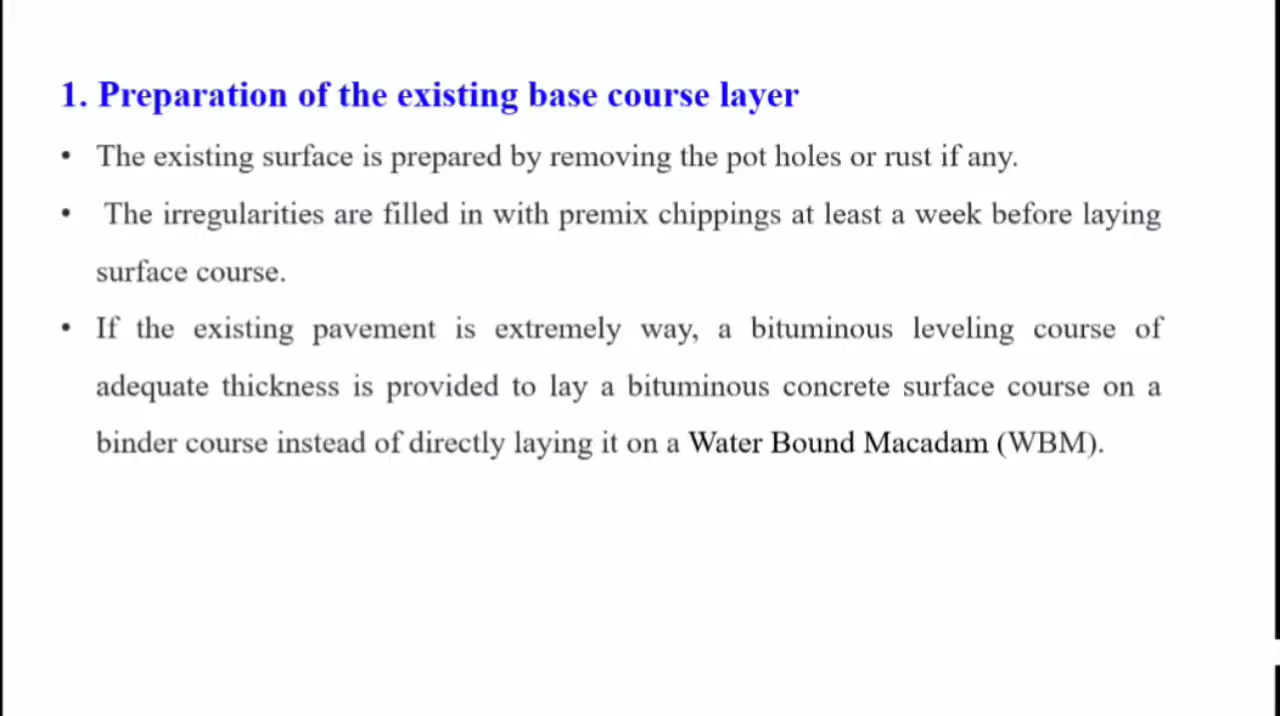 1. Preparation of the existing base course layer
• The existing surface is prepared by removing the pot holes or rust if any.
• The irregularities are filled in with premix chippings at least a week before laying
surface course.
• If the existing pavement is extremely way, a bituminous leveling course of
adequate thickness is provided to lay a bituminous concrete surface course on a
binder course instead of directly laying it on a Water Bound Macadam (WBM).